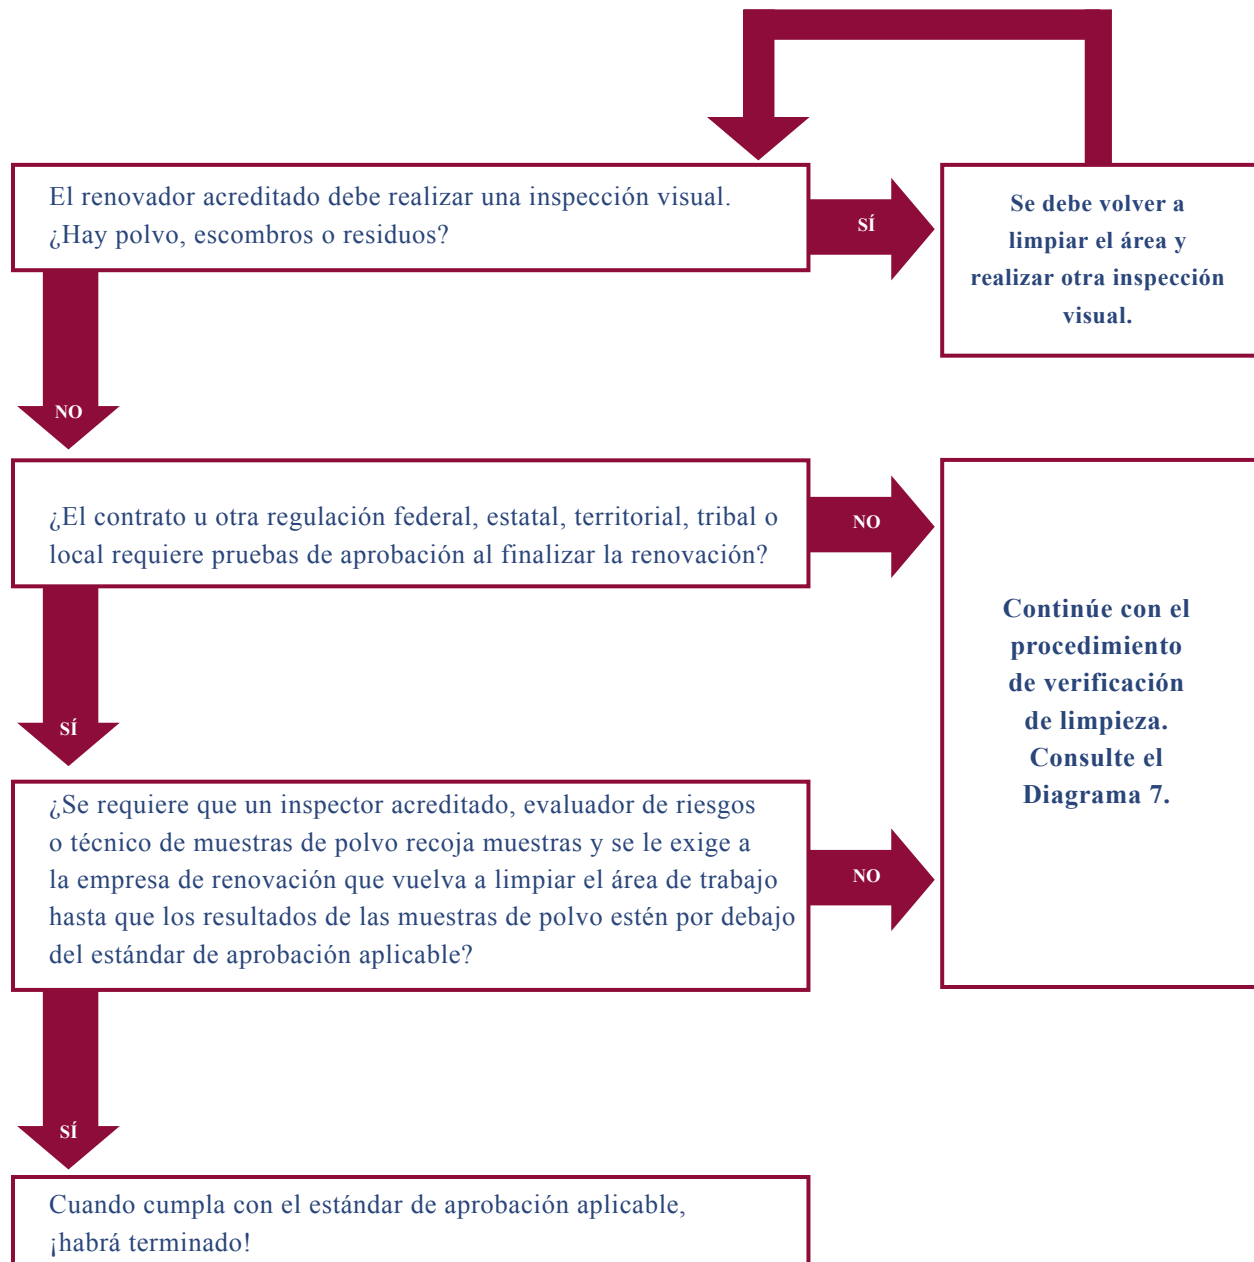 El renovador acreditado debe realizar una inspección visual.
¿Hay polvo, escombros o residuos?
SÍ
Se debe volver a
limpiar el área y
realizar otra inspección
visual.
NO
¿El contrato u otra regulación federal, estatal, territorial, tribal o
local requiere pruebas de aprobación al finalizar la renovación?
NO
Continúe con el
procedimiento
de verificación
de limpieza.
Consulte el
Diagrama 7.
SÍ
¿Se requiere que un inspector acreditado, evaluador de riesgos
o técnico de muestras de polvo recoja muestras y se le exige a
la empresa de renovación que vuelva a limpiar el área de trabajo
hasta que los resultados de las muestras de polvo estén por debajo
del estándar de aprobación aplicable?
NO
SÍ
Cuando cumpla con el estándar de aprobación aplicable,
¡habrá terminado!